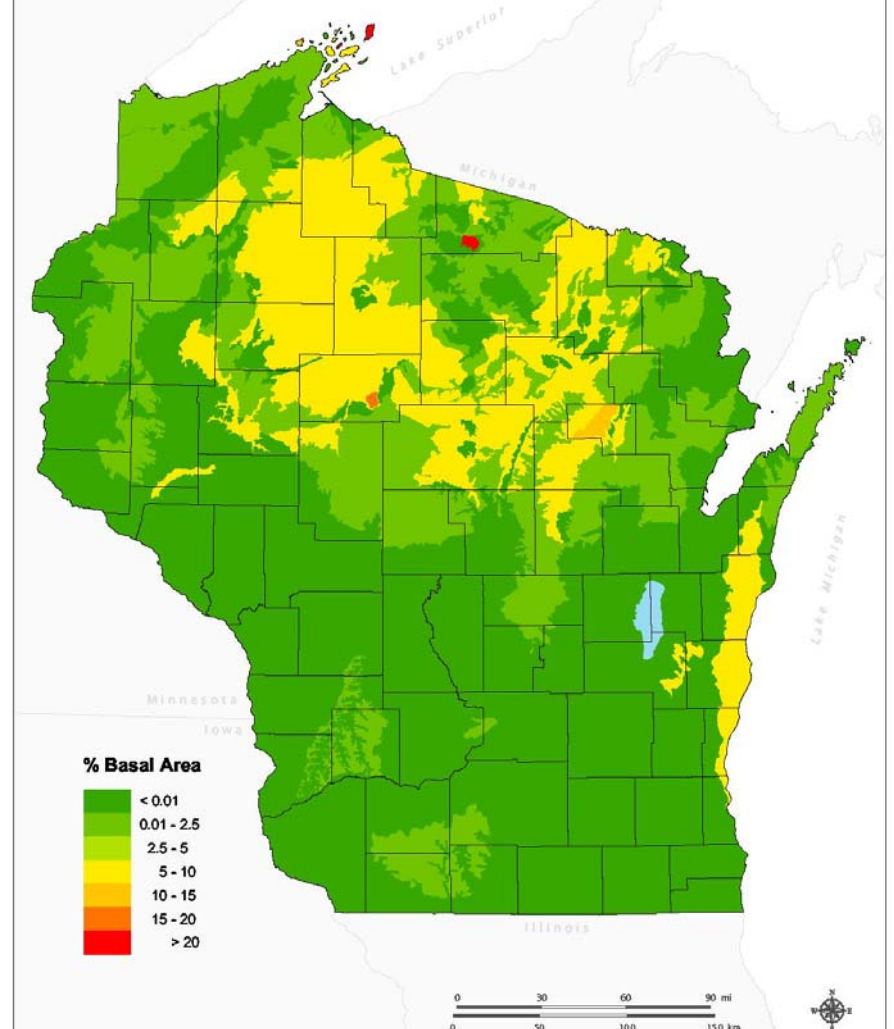 Lake Superior
Michigan
Lake Michigan
Minnesota
Iowa
% Basal Area
< 0.01
0.01 - 2.5
2.5 - 5
5 - 10
10 - 15
15 - 20
> 20
Illinois
0 30 60 90 mi
0 50 100 150 km
N
W E